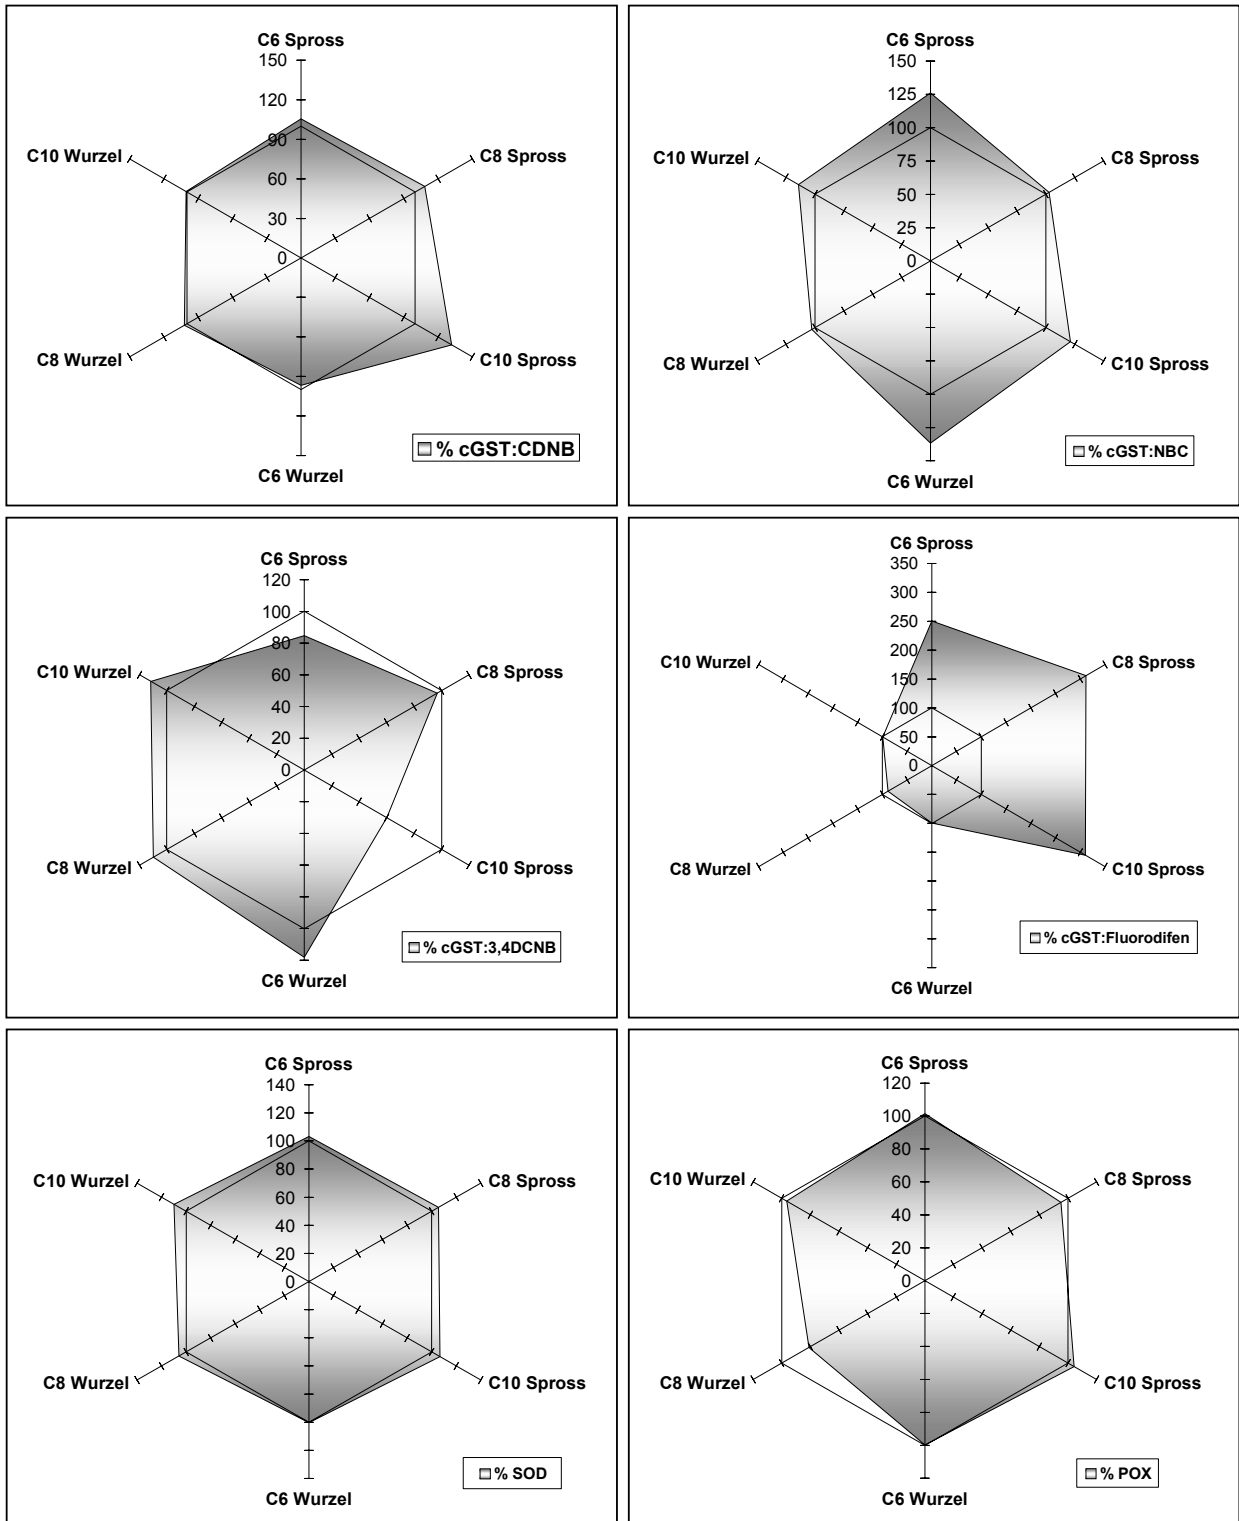 C6 Spross
150
120
90
60
30
0
C8 Spross
C10 Spross
C6 Wurzel
C8 Wurzel
C10 Wurzel
% cGST:CDNB
C6 Spross
150
125
100
75
50
25
0
C8 Spross
C10 Spross
C6 Wurzel
C8 Wurzel
C10 Wurzel
% cGST:NBC
C6 Spross
120
100
80
60
40
20
0
C8 Spross
C10 Spross
C6 Wurzel
C8 Wurzel
C10 Wurzel
% cGST:3,4DCNB
C6 Spross
350
300
250
200
150
100
50
0
C8 Spross
C10 Spross
C6 Wurzel
C8 Wurzel
C10 Wurzel
% cGST:Fluorodifen
C6 Spross
140
120
100
80
60
40
20
0
C8 Spross
C10 Spross
C6 Wurzel
C8 Wurzel
C10 Wurzel
% SOD
C6 Spross
120
100
80
60
40
20
0
C8 Spross
C10 Spross
C6 Wurzel
C8 Wurzel
C10 Wurzel
% POX